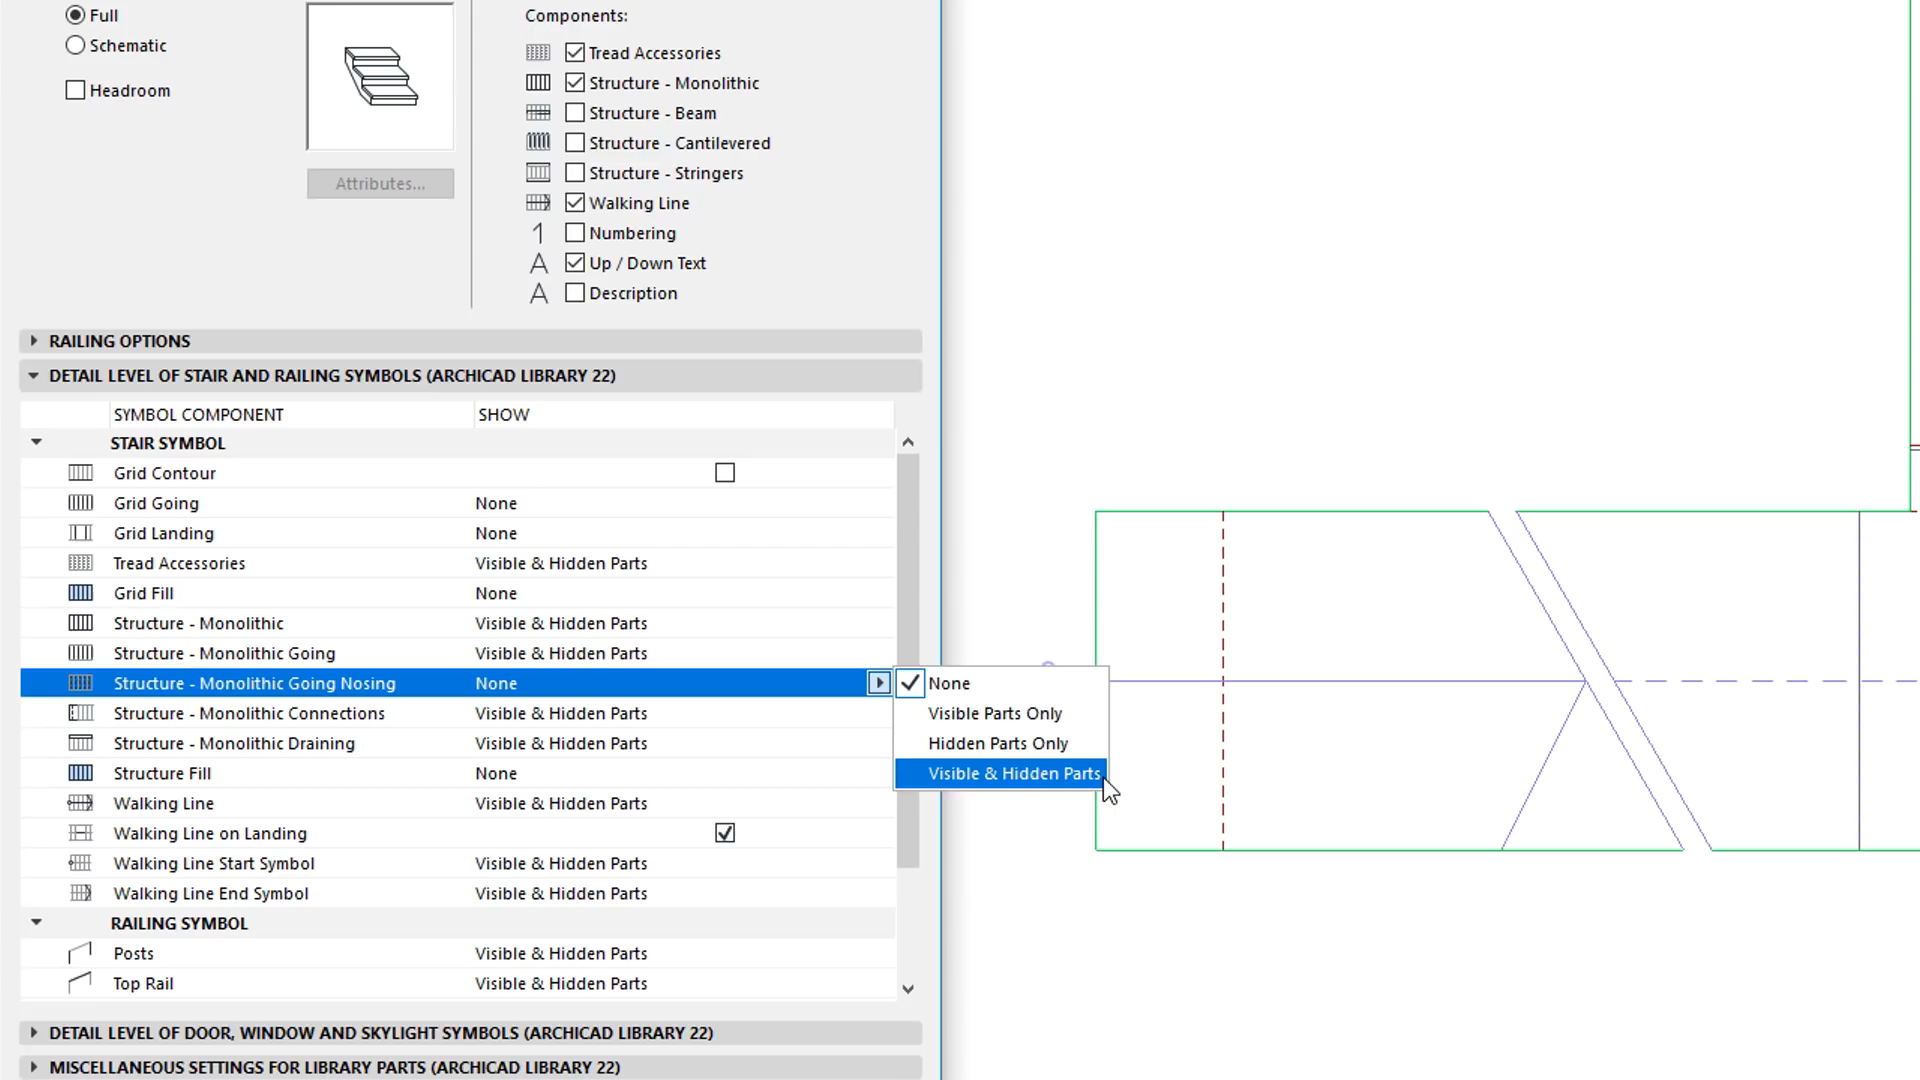 Full
Schematic
Headroom
Attributes...
Components:
Tread Accessories
Structure - Monolithic
Structure - Beam
Structure - Cantilevered
Structure - Stringers
Walking Line
1 Numbering
A Up / Down Text
A Description
RAILING OPTIONS
DETAIL LEVEL OF STAIR AND RAILING SYMBOLS (ARCHICAD LIBRARY 22)
SYMBOL COMPONENT SHOW
STAIR SYMBOL
Grid Contour
Grid Going None
Grid Landing None
Tread Accessories Visible & Hidden Parts
Grid Fill None
Structure - Monolithic Visible & Hidden Parts
Structure - Monolithic Going Visible & Hidden Parts
Structure - Monolithic Going Nosing None
Structure - Monolithic Connections Visible & Hidden Parts
Structure - Monolithic Draining Visible & Hidden Parts
Structure Fill None
Walking Line Visible & Hidden Parts
Walking Line on Landing
Walking Line Start Symbol Visible & Hidden Parts
Walking Line End Symbol Visible & Hidden Parts
RAILING SYMBOL
Posts Visible & Hidden Parts
Top Rail Visible & Hidden Parts
None
Visible Parts Only
Hidden Parts Only
Visible & Hidden Parts
DETAIL LEVEL OF DOOR, WINDOW AND SKYLIGHT SYMBOLS (ARCHICAD LIBRARY 22)
MISCELLANEOUS SETTINGS FOR LIBRARY PARTS (ARCHICAD LIBRARY 22)